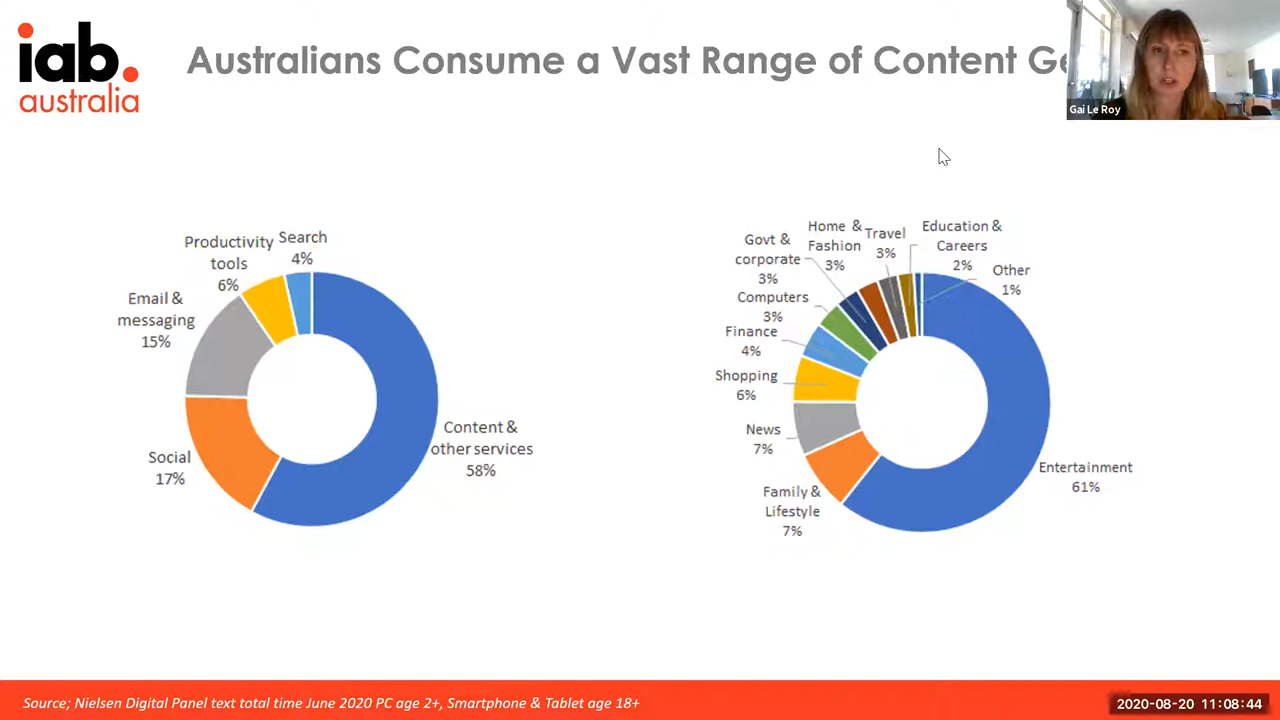 iab.
australia
Australians Consume a Vast Range of Content
Gai Le Roy
Productivity
tools
6%
Search
4%
Email &
messaging
15%
Social
17%
Content &
other services
58%
Govt &
corporate
3%
Home &
Fashion
3%
Travel
3%
Education &
Careers
2%
Other
1%
Computers
3%
Finance
4%
Shopping
6%
News
7%
Family &
Lifestyle
7%
Entertainment
61%
Source; Nielsen Digital Panel text total time June 2020 PC age 2+, Smartphone & Tablet age 18+
2020-08-20 11:08:44